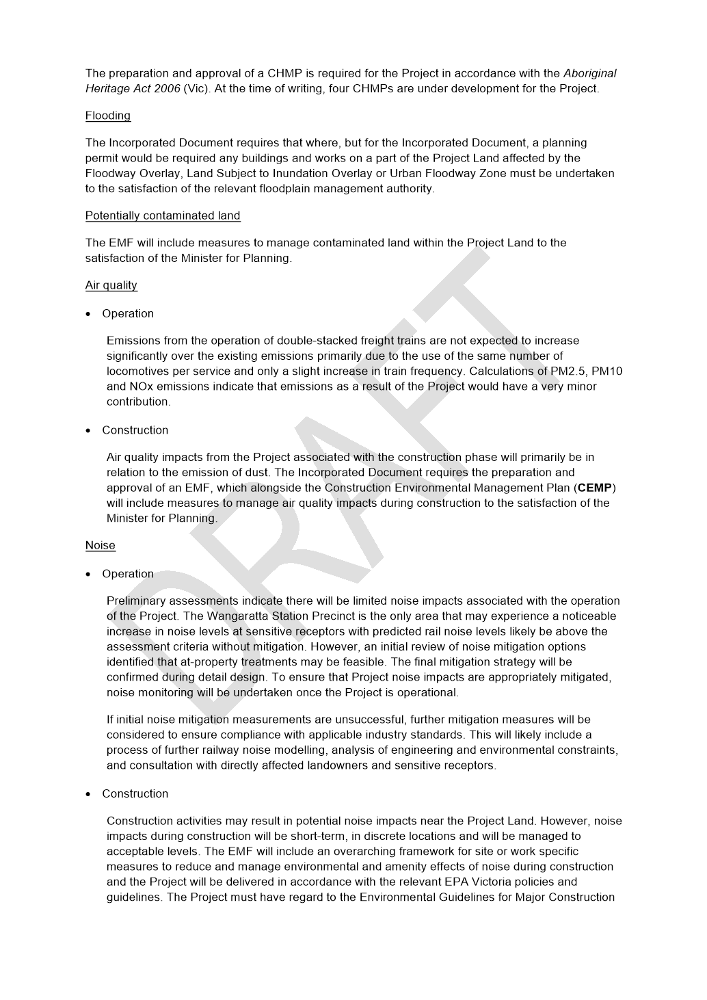 The preparation and approval of a CHMP is required for the Project in accordance with the Aboriginal
Heritage Act 2006 (Vic). At the time of writing, four CHMPs are under development for the Project.
Flooding
The Incorporated Document requires that where, but for the Incorporated Document, a planning
permit would be required any buildings and works on a part of the Project Land affected by the
Floodway Overlay, Land Subject to Inundation Overlay or Urban Floodway Zone must be undertaken
to the satisfaction of the relevant floodplain management authority.
Potentially contaminated land
The EMF will include measures to manage contaminated land within the Project Land to the
satisfaction of the Minister for Planning.
Air quality
• Operation
Emissions from the operation of double-stacked freight trains are not expected to increase
significantly over the existing emissions primarily due to the use of the same number of
locomotives per service and only a slight increase in train frequency. Calculations of PM2.5, PM10
and NOx emissions indicate that emissions as a result of the Project would have a very minor
contribution.
• Construction
Air quality impacts from the Project associated with the construction phase will primarily be in
relation to the emission of dust. The Incorporated Document requires the preparation and
approval of an EMF, which alongside the Construction Environmental Management Plan (CEMP)
will include measures to manage air quality impacts during construction to the satisfaction of the
Minister for Planning.
Noise
• Operation
Preliminary assessments indicate there will be limited noise impacts associated with the operation
of the Project. The Wangaratta Station Precinct is the only area that may experience a noticeable
increase in noise levels at sensitive receptors with predicted rail noise levels likely be above the
assessment criteria without mitigation. However, an initial review of noise mitigation options
identified that at-property treatments may be feasible. The final mitigation strategy will be
confirmed during detail design. To ensure that Project noise impacts are appropriately mitigated,
noise monitoring will be undertaken once the Project is operational.
If initial noise mitigation measurements are unsuccessful, further mitigation measures will be
considered to ensure compliance with applicable industry standards. This will likely include a
process of further railway noise modelling, analysis of engineering and environmental constraints,
and consultation with directly affected landowners and sensitive receptors.
• Construction
Construction activities may result in potential noise impacts near the Project Land. However, noise
impacts during construction will be short-term, in discrete locations and will be managed to
acceptable levels. The EMF will include an overarching framework for site or work specific
measures to reduce and manage environmental and amenity effects of noise during construction
and the Project will be delivered in accordance with the relevant EPA Victoria policies and
guidelines. The Project must have regard to the Environmental Guidelines for Major Construction
DRAFT